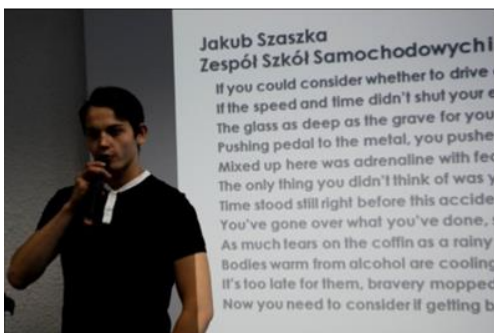 Jakub Szaszka
Zespół Szkół Samochodowych i
If you could consider whether to drive
If the speed and time didn't shut your
The glass as deep as the grave for you
Pushing pedal to the metal, you
Mixed up here was adrenaline with
The only thing you didn't think of was
Time stood still right before this
You've gone over what you've done,
As much tears on the coffin as a rainy
Bodies warm from alcohol are cooling
It's too late for them, bravery mopped
Now you need to consider if getting